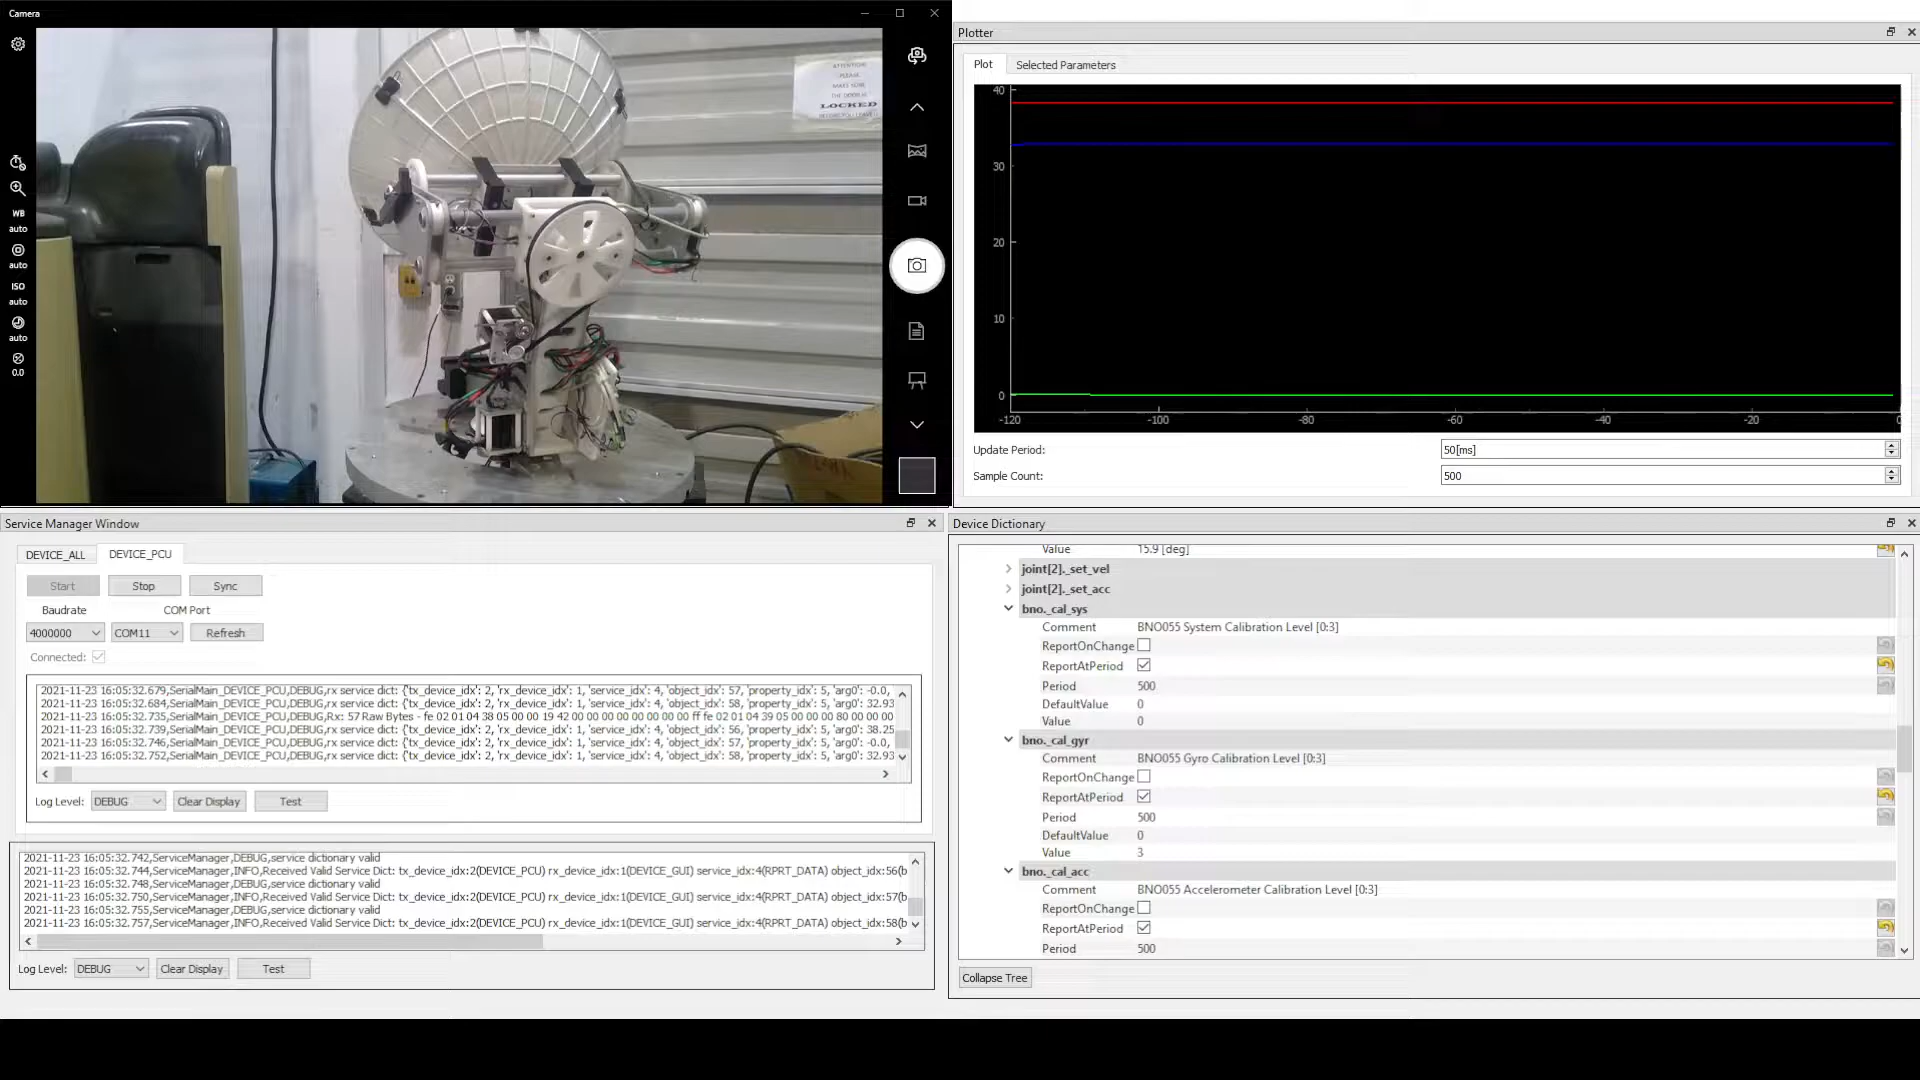 Camera
WB
auto
auto
ISO
auto
auto
0.0
ATTENTION!
PLEASE
MAKE SURE
THE DOOR IS
LOCKED
Plotter
Plot
Selected Parameters
40
30
20
10
0
-120
-100
-80
-60
-40
-20
0
Update Period:
50[ms]
Sample Count:
500
Service Manager Window
DEVICE_ALL
DEVICE_PCU
Start
Stop
Sync
Baudrate
COM Port
4000000
COM11
Refresh
Connected:
2021-11-23 16:05:32.679,SerialMain_DEVICE_PCU,DEBUG,rx service dict: {'tx_device_idx': 2, 'rx_device_idx': 1, 'service_idx': 4, 'object_idx': 57, 'property_idx': 5, 'arg0': -0.0,
2021-11-23 16:05:32.684,SerialMain_DEVICE_PCU,DEBUG,rx service dict: {'tx_device_idx': 2, 'rx_device_idx': 1, 'service_idx': 4, 'object_idx': 58, 'property_idx': 5, 'arg0': 32.93
2021-11-23 16:05:32.735,SerialMain_DEVICE_PCU,DEBUG,Rx: 57 Raw Bytes - fe 02 01 04 38 05 00 00 19 42 00 00 00 00 00 00 00 00 ff fe 02 01 04 39 05 00 00 00 80 00 00 00
2021-11-23 16:05:32.739,SerialMain_DEVICE_PCU,DEBUG,rx service dict: {'tx_device_idx': 2, 'rx_device_idx': 1, 'service_idx': 4, 'object_idx': 56, 'property_idx': 5, 'arg0': 38.25
2021-11-23 16:05:32.746,SerialMain_DEVICE_PCU,DEBUG,rx service dict: {'tx_device_idx': 2, 'rx_device_idx': 1, 'service_idx': 4, 'object_idx': 57, 'property_idx': 5, 'arg0': -0.0,
2021-11-23 16:05:32.752,SerialMain_DEVICE_PCU,DEBUG,rx service dict: {'tx_device_idx': 2, 'rx_device_idx': 1, 'service_idx': 4, 'object_idx': 58, 'property_idx': 5, 'arg0': 32.93
Log Level:
DEBUG
Clear Display
Test
2021-11-23 16:05:32.742,ServiceManager,DEBUG,service dictionary valid
2021-11-23 16:05:32.744,ServiceManager,INFO,Received Valid Service Dict: tx_device_idx:2(DEVICE_PCU) rx_device_idx:1(DEVICE_GUI) service_idx:4(RPRT_DATA) object_idx:56(b
2021-11-23 16:05:32.748,ServiceManager,DEBUG,service dictionary valid
2021-11-23 16:05:32.750,ServiceManager,INFO,Received Valid Service Dict: tx_device_idx:2(DEVICE_PCU) rx_device_idx:1(DEVICE_GUI) service_idx:4(RPRT_DATA) object_idx:57(b
2021-11-23 16:05:32.755,ServiceManager,DEBUG,service dictionary valid
2021-11-23 16:05:32.757,ServiceManager,INFO,Received Valid Service Dict: tx_device_idx:2(DEVICE_PCU) rx_device_idx:1(DEVICE_GUI) service_idx:4(RPRT_DATA) object_idx:58(b
Log Level:
DEBUG
Clear Display
Test
Device Dictionary
Value 15.9 [deg]
joint[2]._set_vel
joint[2]._set_acc
bno._cal_sys
Comment BNO055 System Calibration Level [0:3]
ReportOnChange
ReportAtPeriod
Period 500
DefaultValue 0
Value 0
bno._cal_gyr
Comment BNO055 Gyro Calibration Level [0:3]
ReportOnChange
ReportAtPeriod
Period 500
DefaultValue 0
Value 3
bno._cal_acc
Comment BNO055 Accelerometer Calibration Level [0:3]
ReportOnChange
ReportAtPeriod
Period 500
Collapse Tree